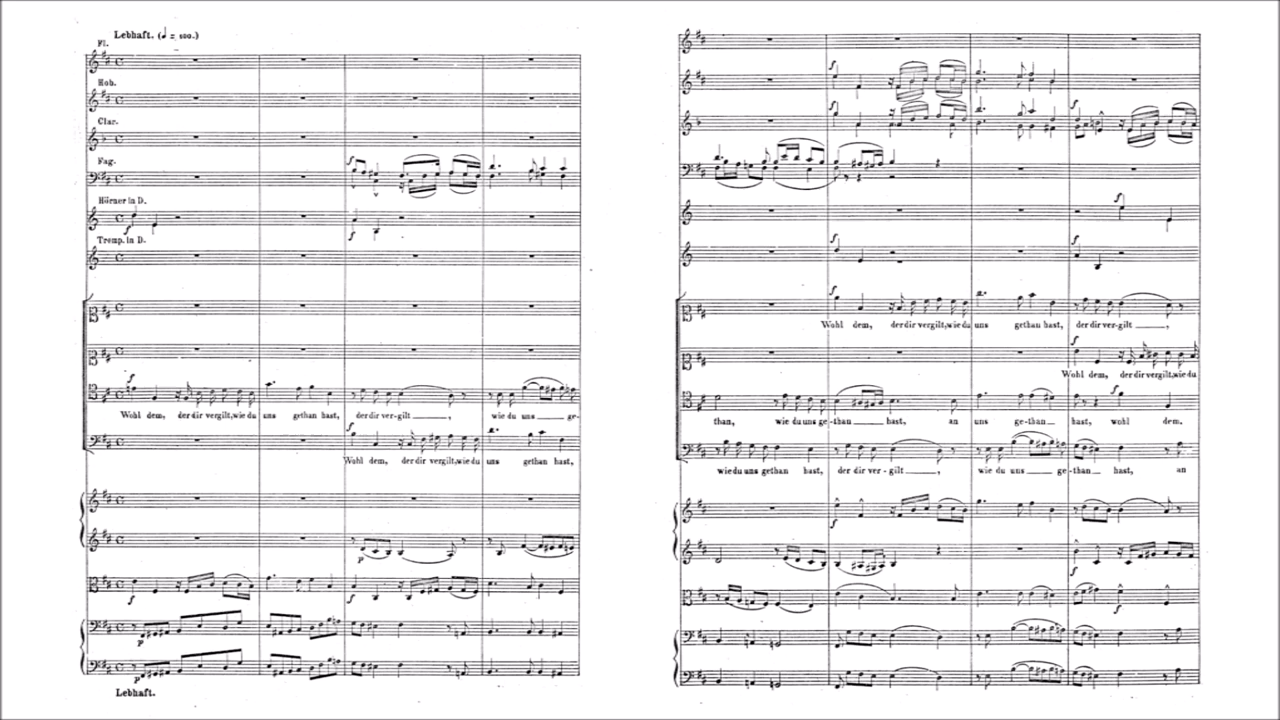 Lebhaft. (♩ = 100.)
Fl.
Hob.
Clar.
Fag.
Hörner in D.
Tromp. in D.
Wohl dem, der dir vergilt, wie du uns gethan hast, der dir ver-gilt, wie du uns ge-
Wohl dem, der dir vergilt, wie du uns gethan hast,
Lebhaft.
Wohl dem, der dir vergilt, wie du uns gethan hast, der dir ver-gilt,
Wohl dem, der dir vergilt, wie du
than, wie du uns ge-than hast, an uns ge-than hast, wohl dem.
wie du uns gethan hast, der dir ver-gilt, wie du uns ge-than hast, an